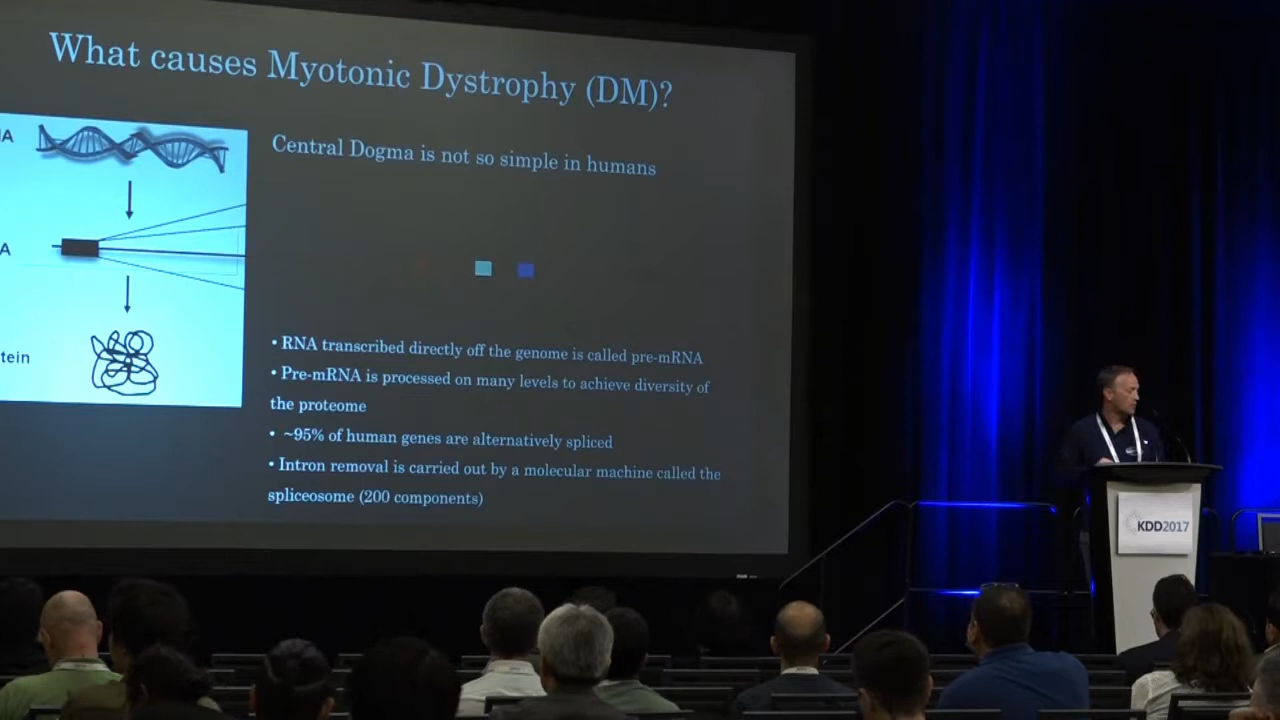 What causes Myotonic Dystrophy (DM)?
A
Central Dogma is not so simple in humans
A
tein
• RNA transcribed directly off the genome is called pre-mRNA
• Pre-mRNA is processed on many levels to achieve diversity of
the proteome
• ~95% of human genes are alternatively spliced
• Intron removal is carried out by a molecular machine called the
spliceosome (200 components)
KDD2017